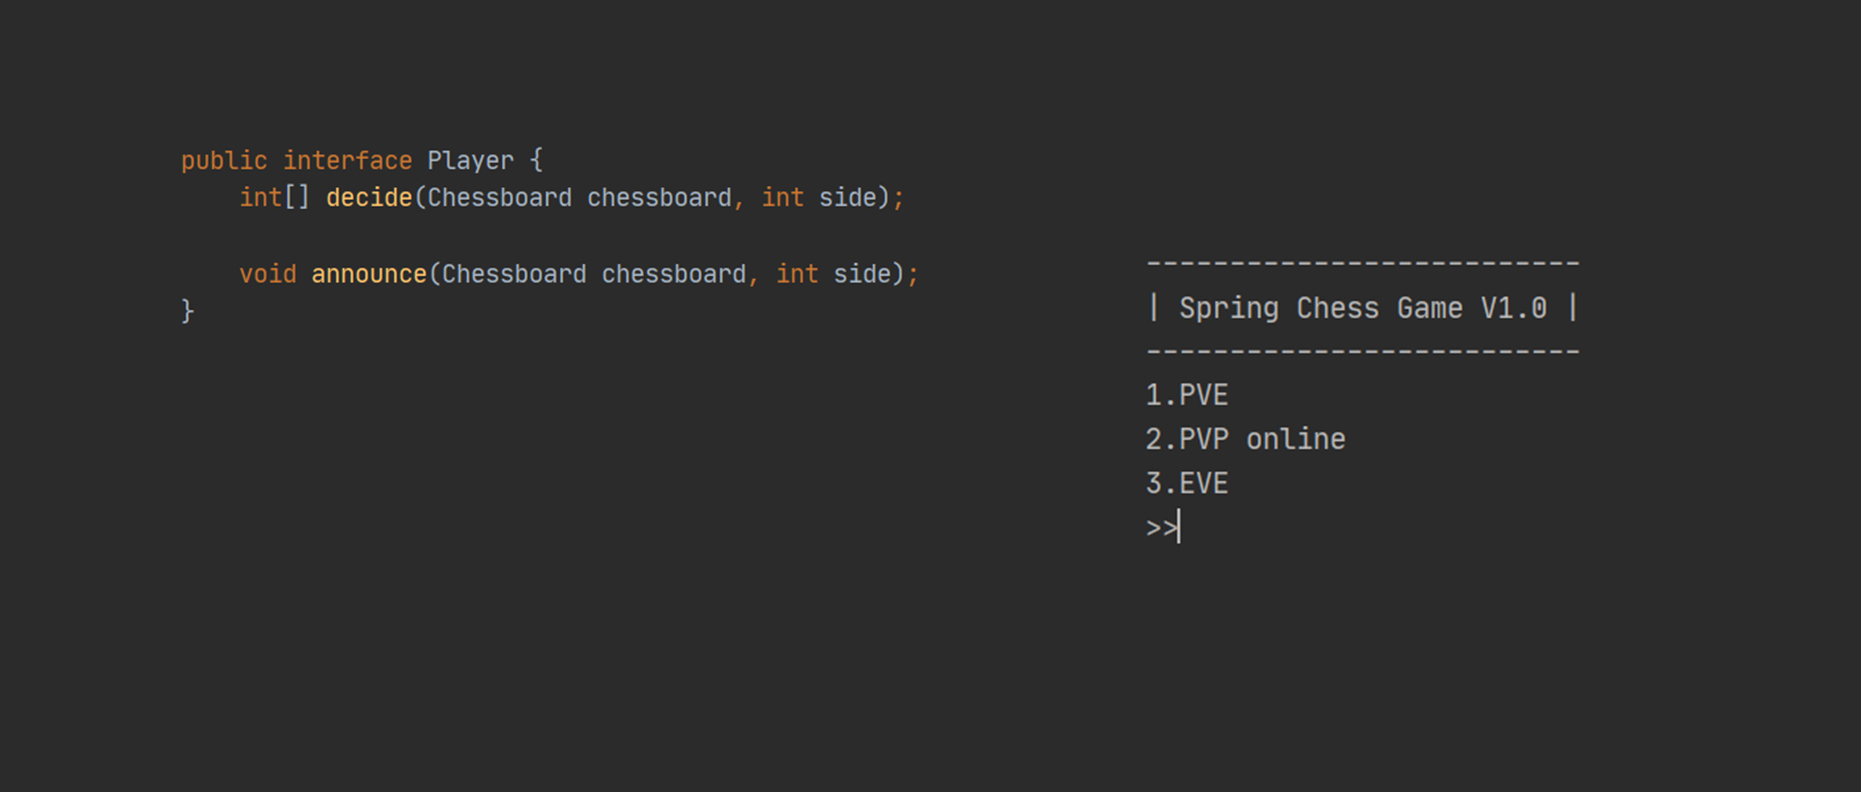 public interface Player {
    int[] decide(Chessboard chessboard, int side);
    void announce(Chessboard chessboard, int side);
}
--------------------------
| Spring Chess Game V1.0 |
--------------------------
1.PVE
2.PVP online
3.EVE
>>